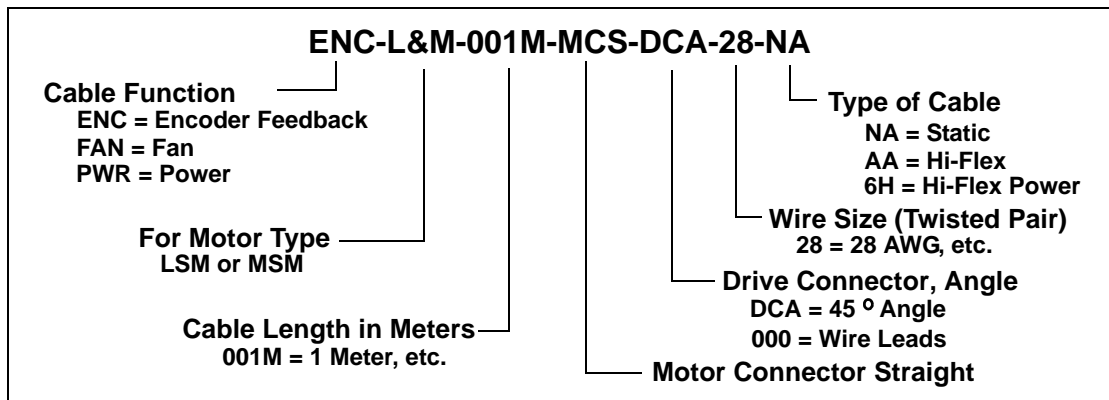 ENC-L&M-001M-MCS-DCA-28-NA
Cable Function
ENC = Encoder Feedback
FAN = Fan
PWR = Power
Type of Cable
NA = Static
AA = Hi-Flex
6H = Hi-Flex Power
For Motor Type
LSM or MSM
Wire Size (Twisted Pair)
28 = 28 AWG, etc.
Drive Connector, Angle
DCA = 45 º Angle
000 = Wire Leads
Cable Length in Meters
001M = 1 Meter, etc.
Motor Connector Straight